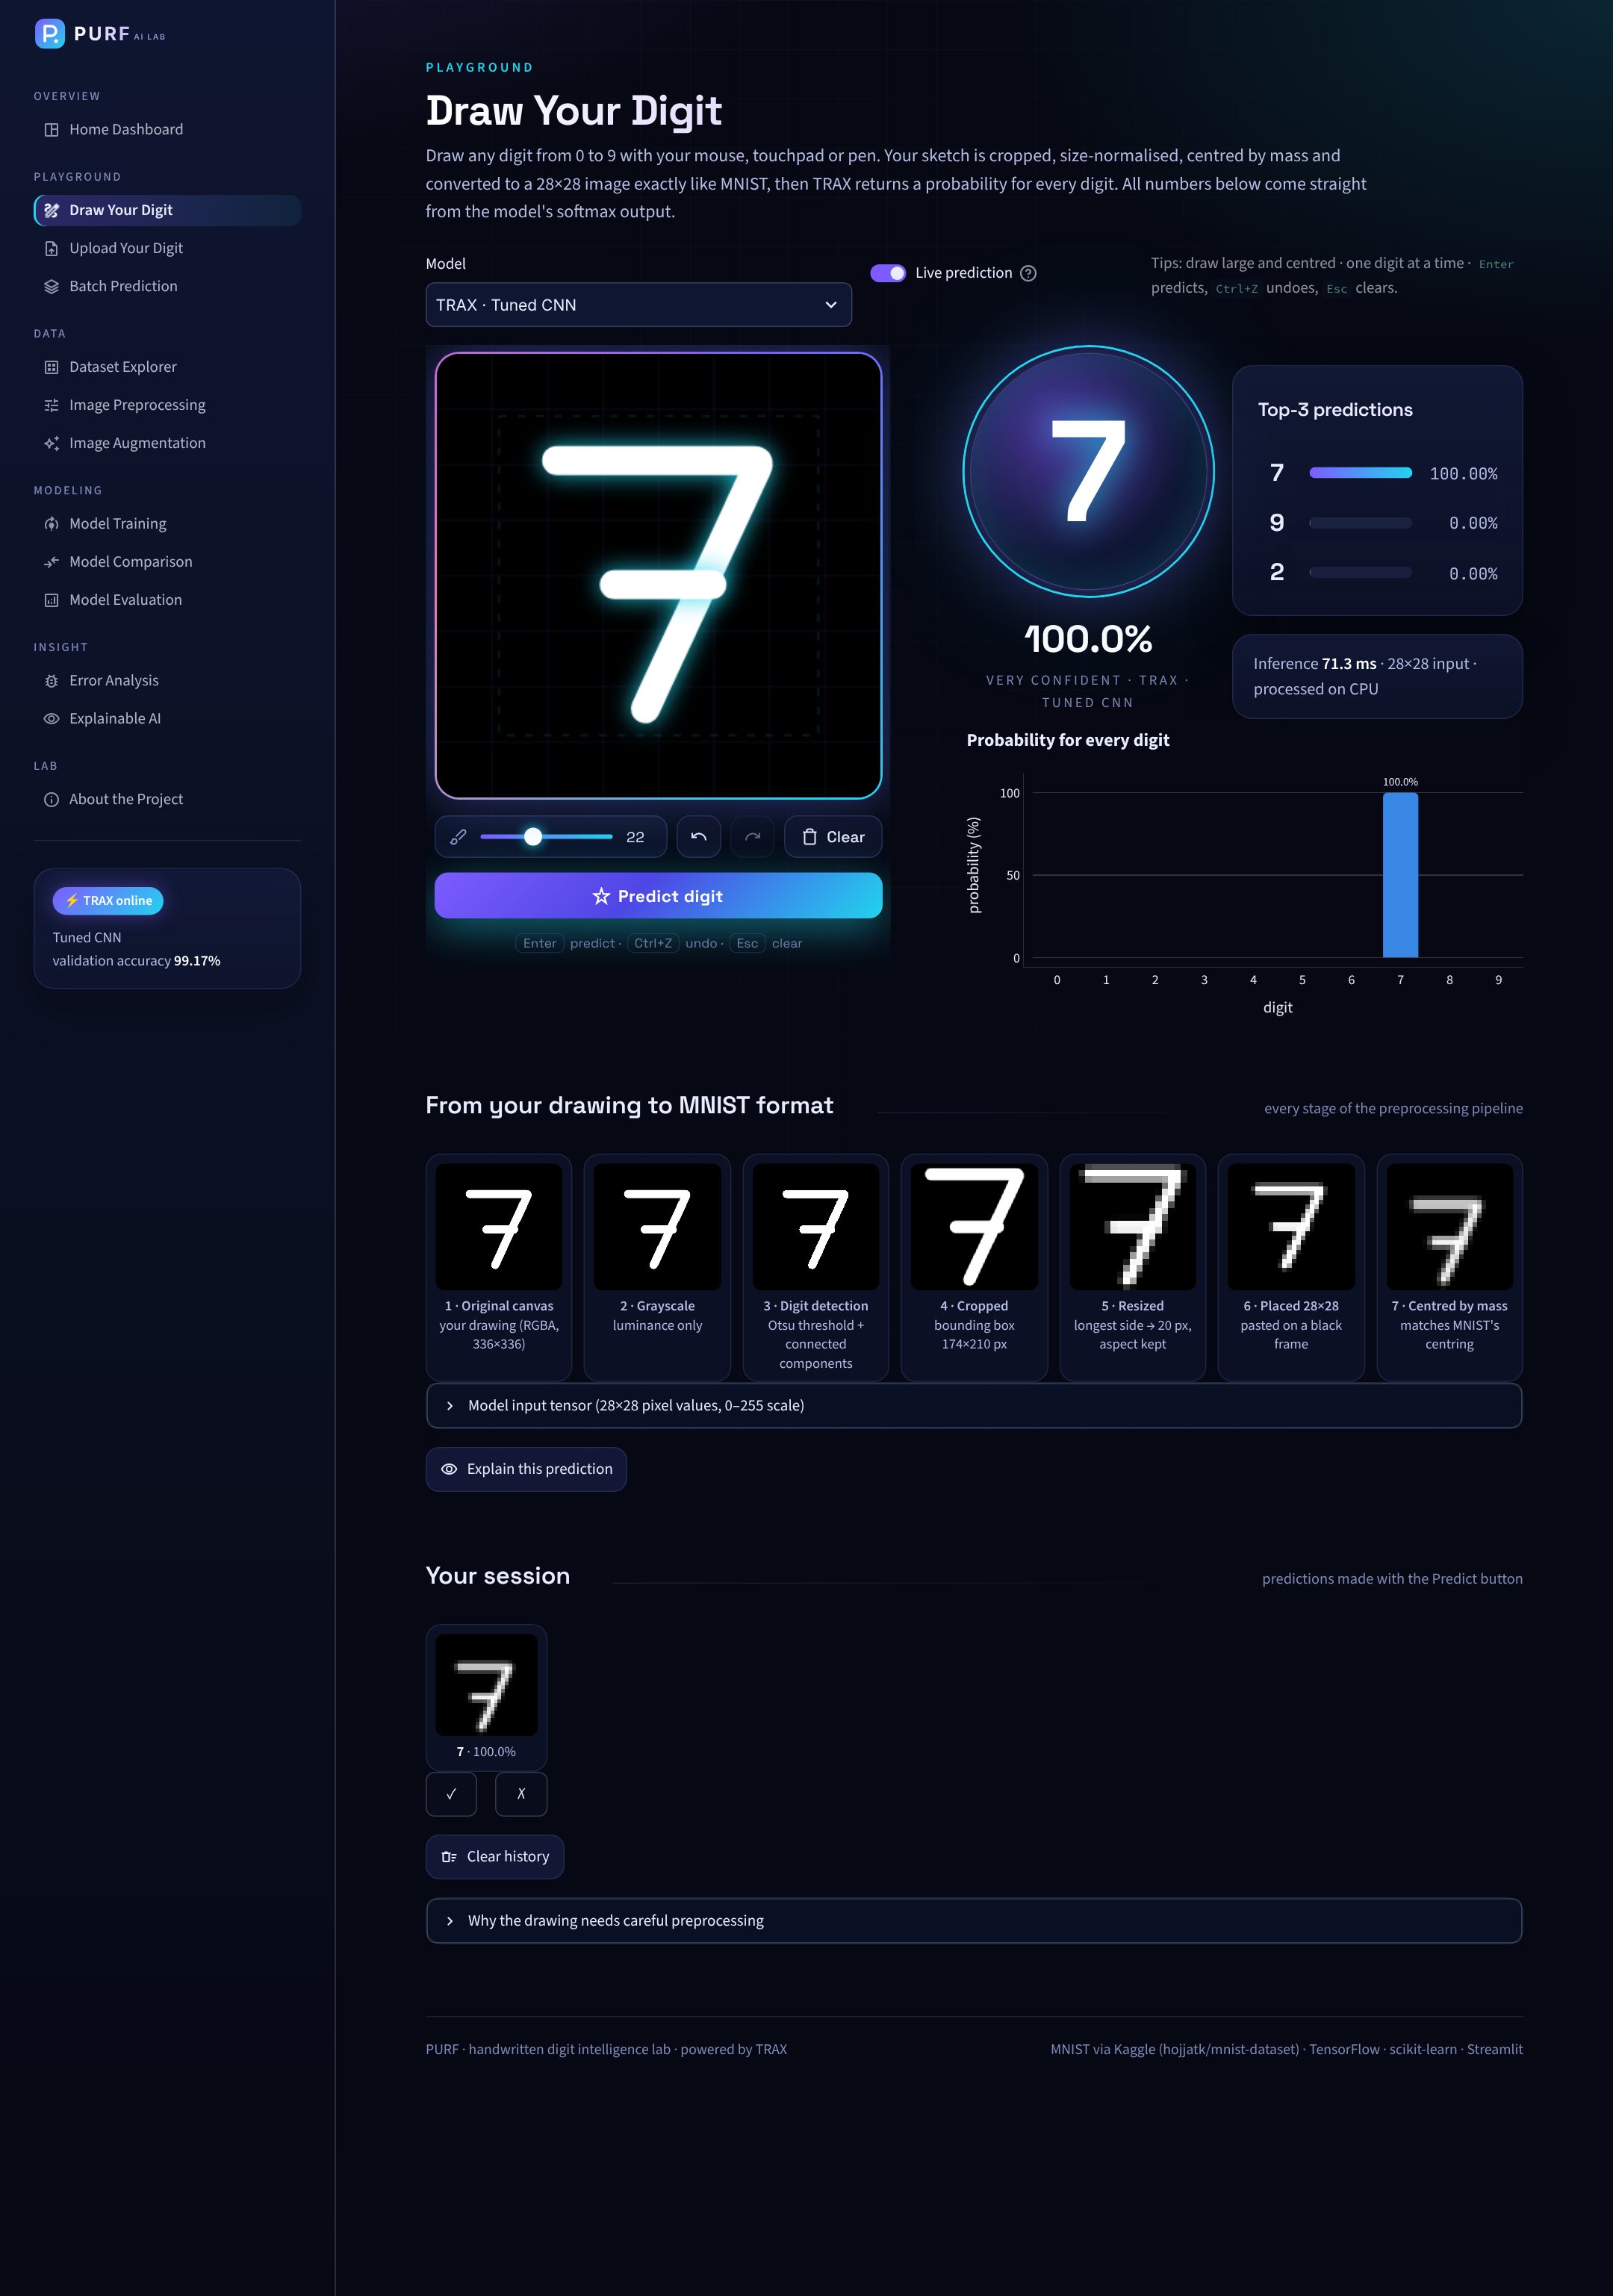 PURF AI LAB
OVERVIEW
Home Dashboard
PLAYGROUND
Draw Your Digit
Upload Your Digit
Batch Prediction
DATA
Dataset Explorer
Image Preprocessing
Image Augmentation
MODELING
Model Training
Model Comparison
Model Evaluation
INSIGHT
Error Analysis
Explainable AI
LAB
About the Project
⚡ TRAX online
Tuned CNN
validation accuracy 99.17%
PLAYGROUND
Draw Your Digit
Draw any digit from 0 to 9 with your mouse, touchpad or pen. Your sketch is cropped, size-normalised, centred by mass and
converted to a 28×28 image exactly like MNIST, then TRAX returns a probability for every digit. All numbers below come straight
from the model's softmax output.
Model
TRAX · Tuned CNN
Live prediction
Tips: draw large and centred · one digit at a time · Enter
predicts, Ctrl+Z undoes, Esc clears.
7
22
Clear
Predict digit
Enter predict · Ctrl+Z undo · Esc clear
7
100.0%
VERY CONFIDENT · TRAX ·
TUNED CNN
Top-3 predictions
7 100.00%
9 0.00%
2 0.00%
Inference 71.3 ms · 28×28 input ·
processed on CPU
Probability for every digit
100.0%
100
50
0
probability (%)
0 1 2 3 4 5 6 7 8 9
digit
From your drawing to MNIST format
every stage of the preprocessing pipeline
7 7 7 7 7 7 7
1 · Original canvas
your drawing (RGBA,
336×336)
2 · Grayscale
luminance only
3 · Digit detection
Otsu threshold +
connected
components
4 · Cropped
bounding box
174×210 px
5 · Resized
longest side → 20 px,
aspect kept
6 · Placed 28×28
pasted on a black
frame
7 · Centred by mass
matches MNIST's
centring
Model input tensor (28×28 pixel values, 0–255 scale)
Explain this prediction
Your session
predictions made with the Predict button
7
7 · 100.0%
✓ ✗
Clear history
Why the drawing needs careful preprocessing
PURF · handwritten digit intelligence lab · powered by TRAX
MNIST via Kaggle (hojjatk/mnist-dataset) · TensorFlow · scikit-learn · Streamlit